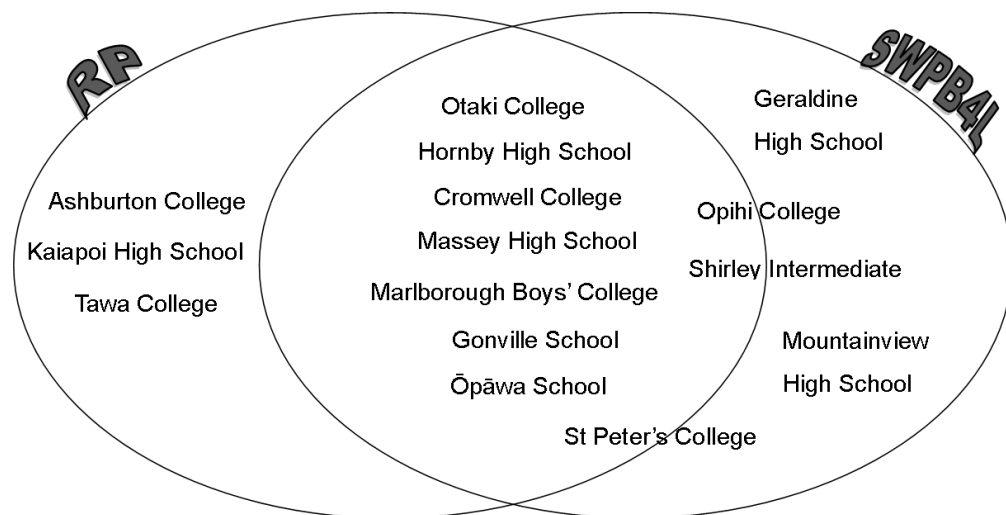 RP
SWPB4L
Ashburton College
Kaiapoi High School
Tawa College
Otaki College
Hornby High School
Cromwell College
Massey High School
Marlborough Boys’ College
Gonville School
Ōpāwa School
St Peter’s College
Geraldine
High School
Opihi College
Shirley Intermediate
Mountainview
High School